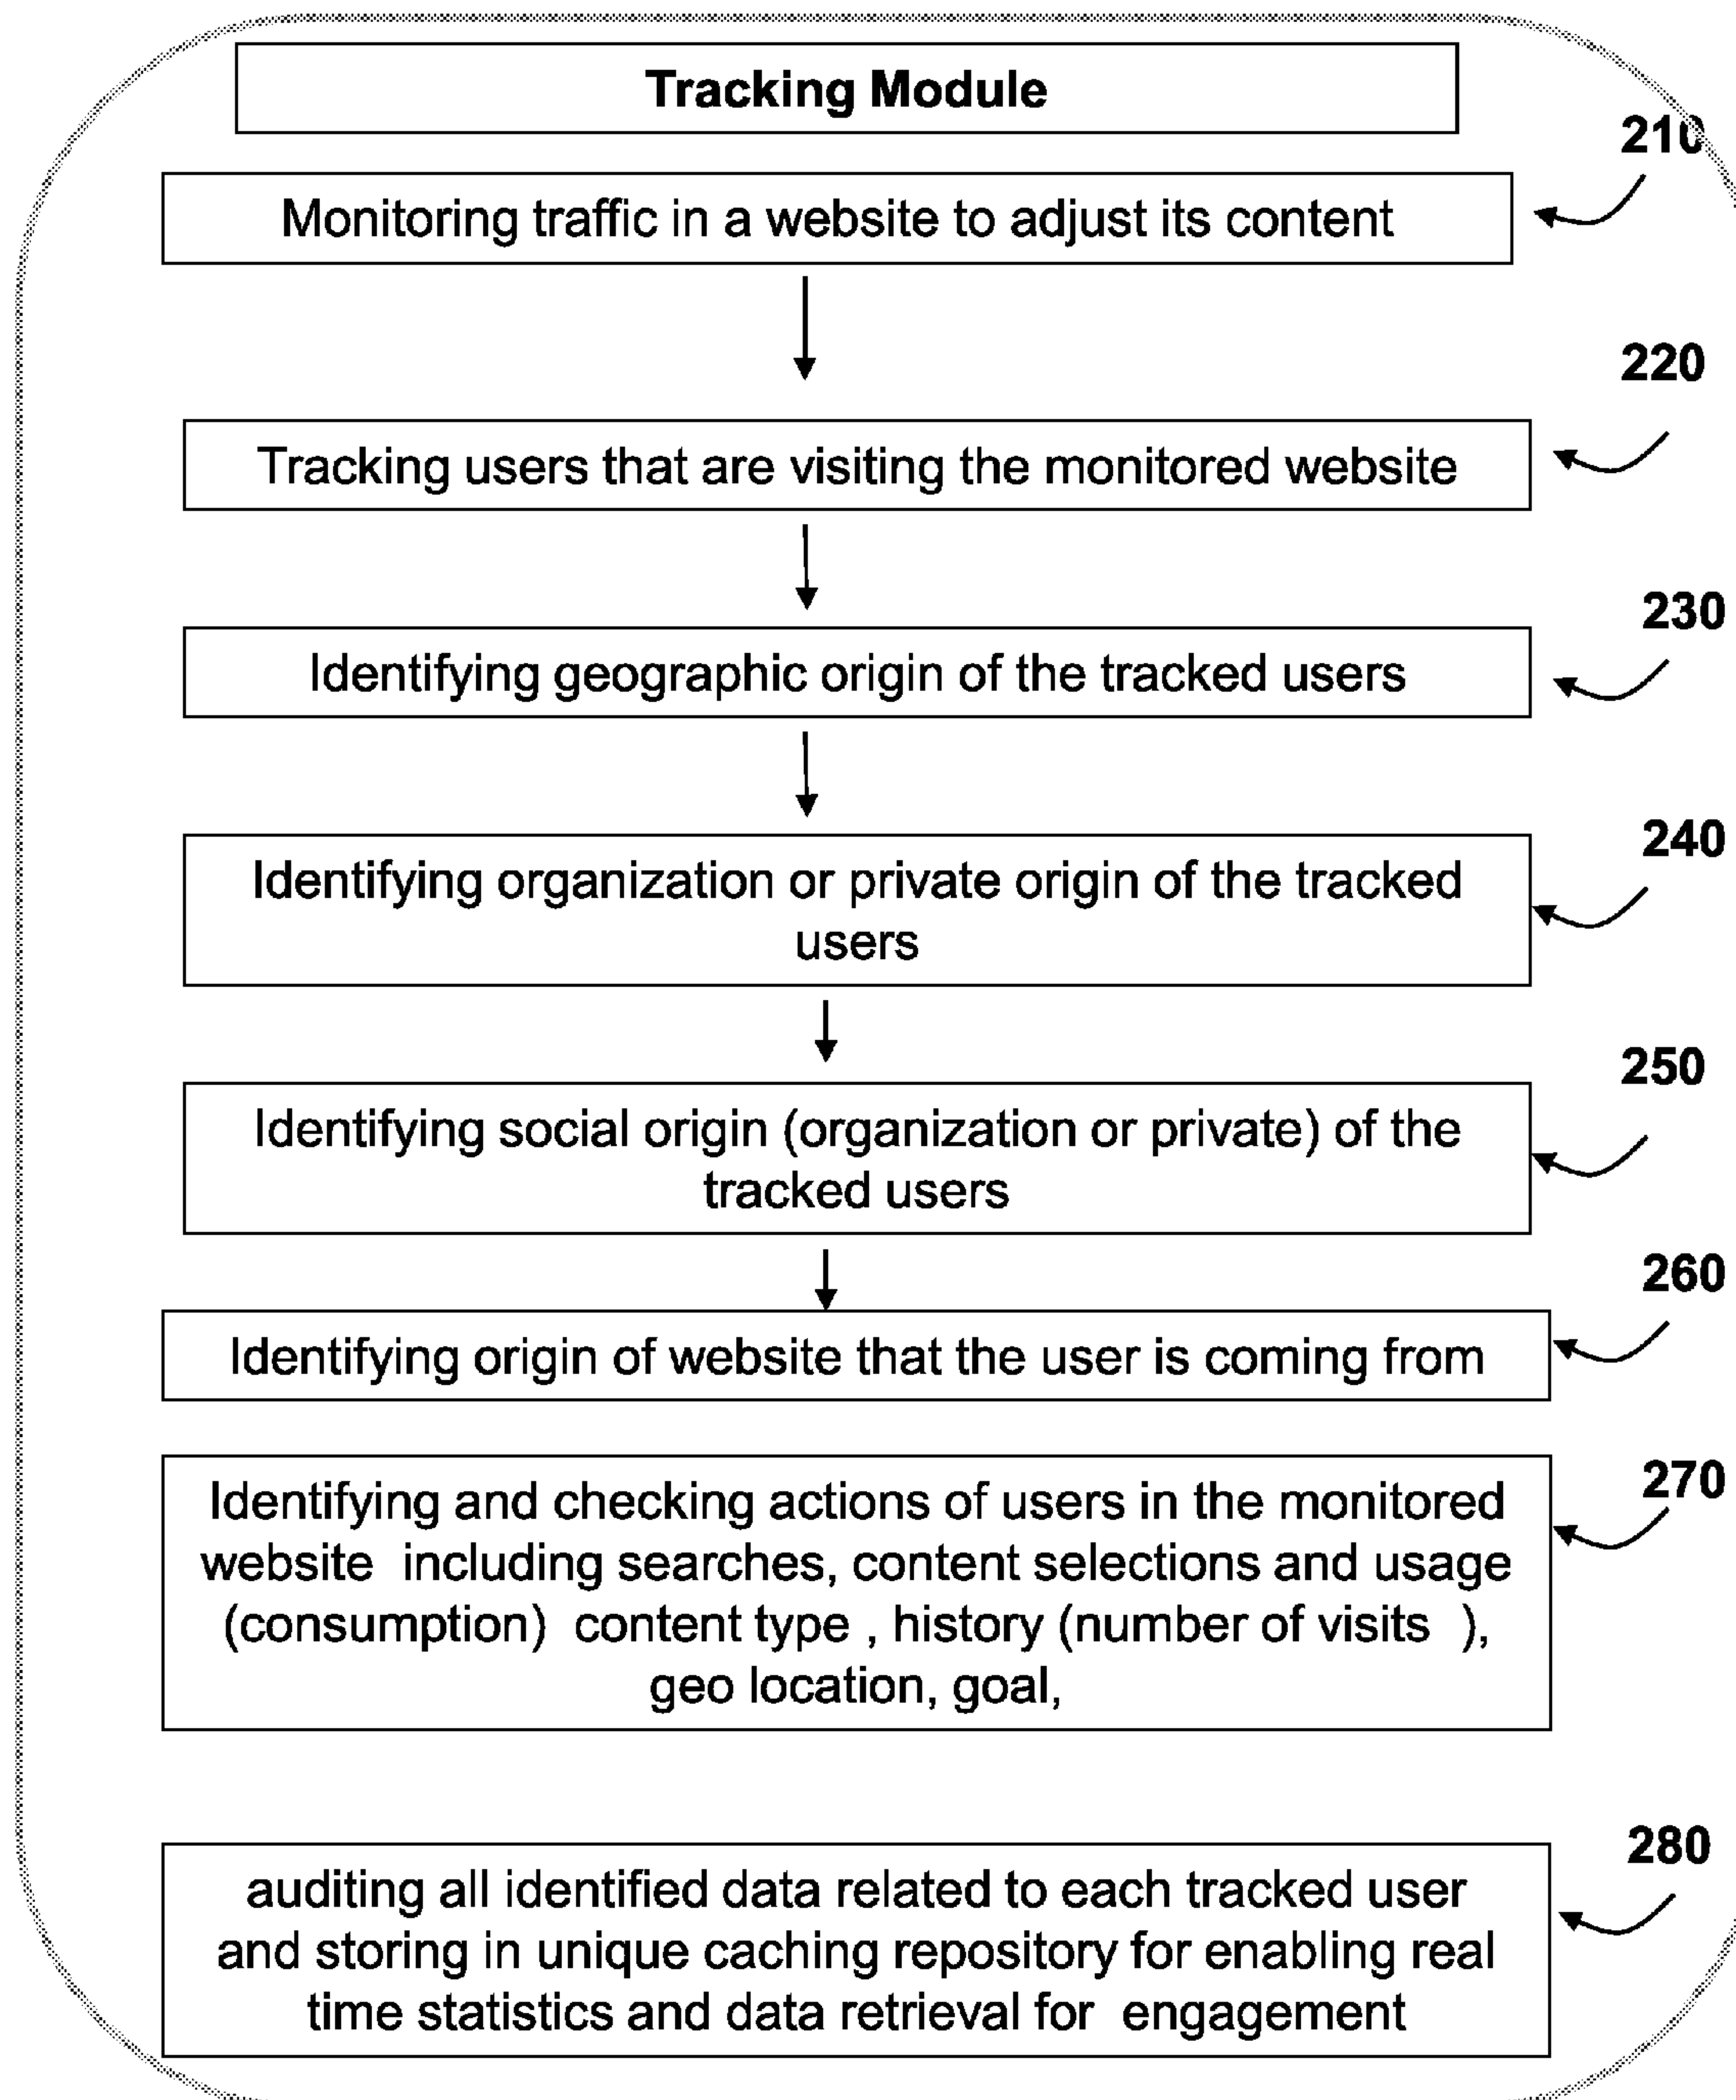 Tracking Module
210
Monitoring traffic in a website to adjust its content
220
Tracking users that are visiting the monitored website
230
Identifying geographic origin of the tracked users
240
Identifying organization or private origin of the tracked
users
250
Identifying social origin (organization or private) of the
tracked users
260
Identifying origin of website that the user is coming from
270
Identifying and checking actions of users in the monitored
website including searches, content selections and usage
(consumption) content type , history (number of visits ),
geo location, goal,
280
auditing all identified data related to each tracked user
and storing in unique caching repository for enabling real
time statistics and data retrieval for engagement